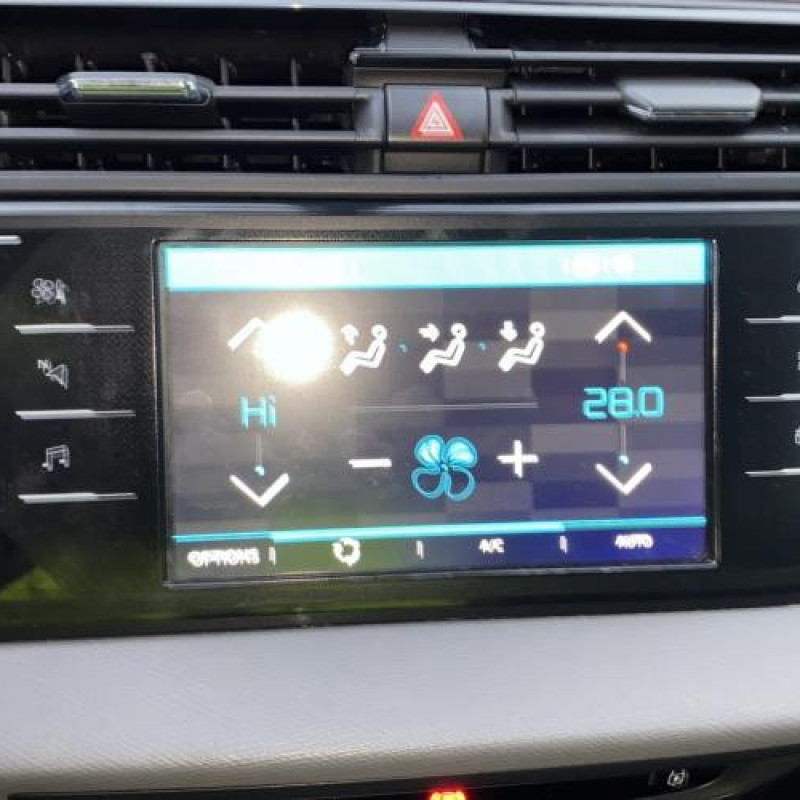 Hi
28.0
OPTIONS
A/C
AUTO